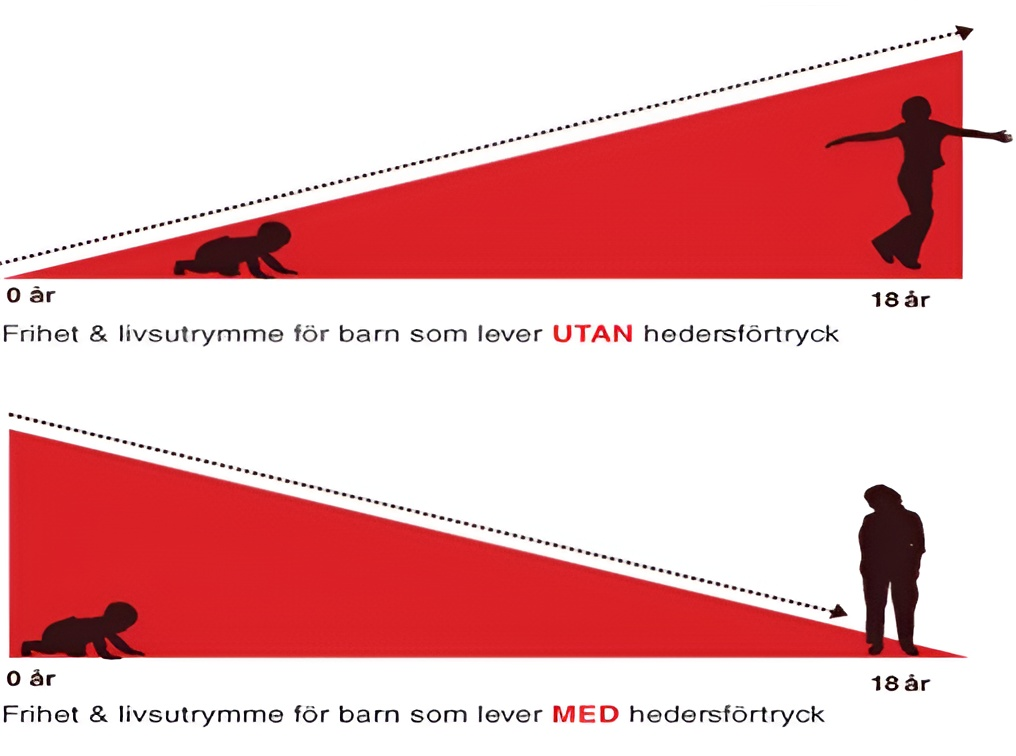 0 år
18 år
Frihet & livsutrymme för barn som lever UTAN hedersförtryck
0 år
18 år
Frihet & livsutrymme för barn som lever MED hedersförtryck